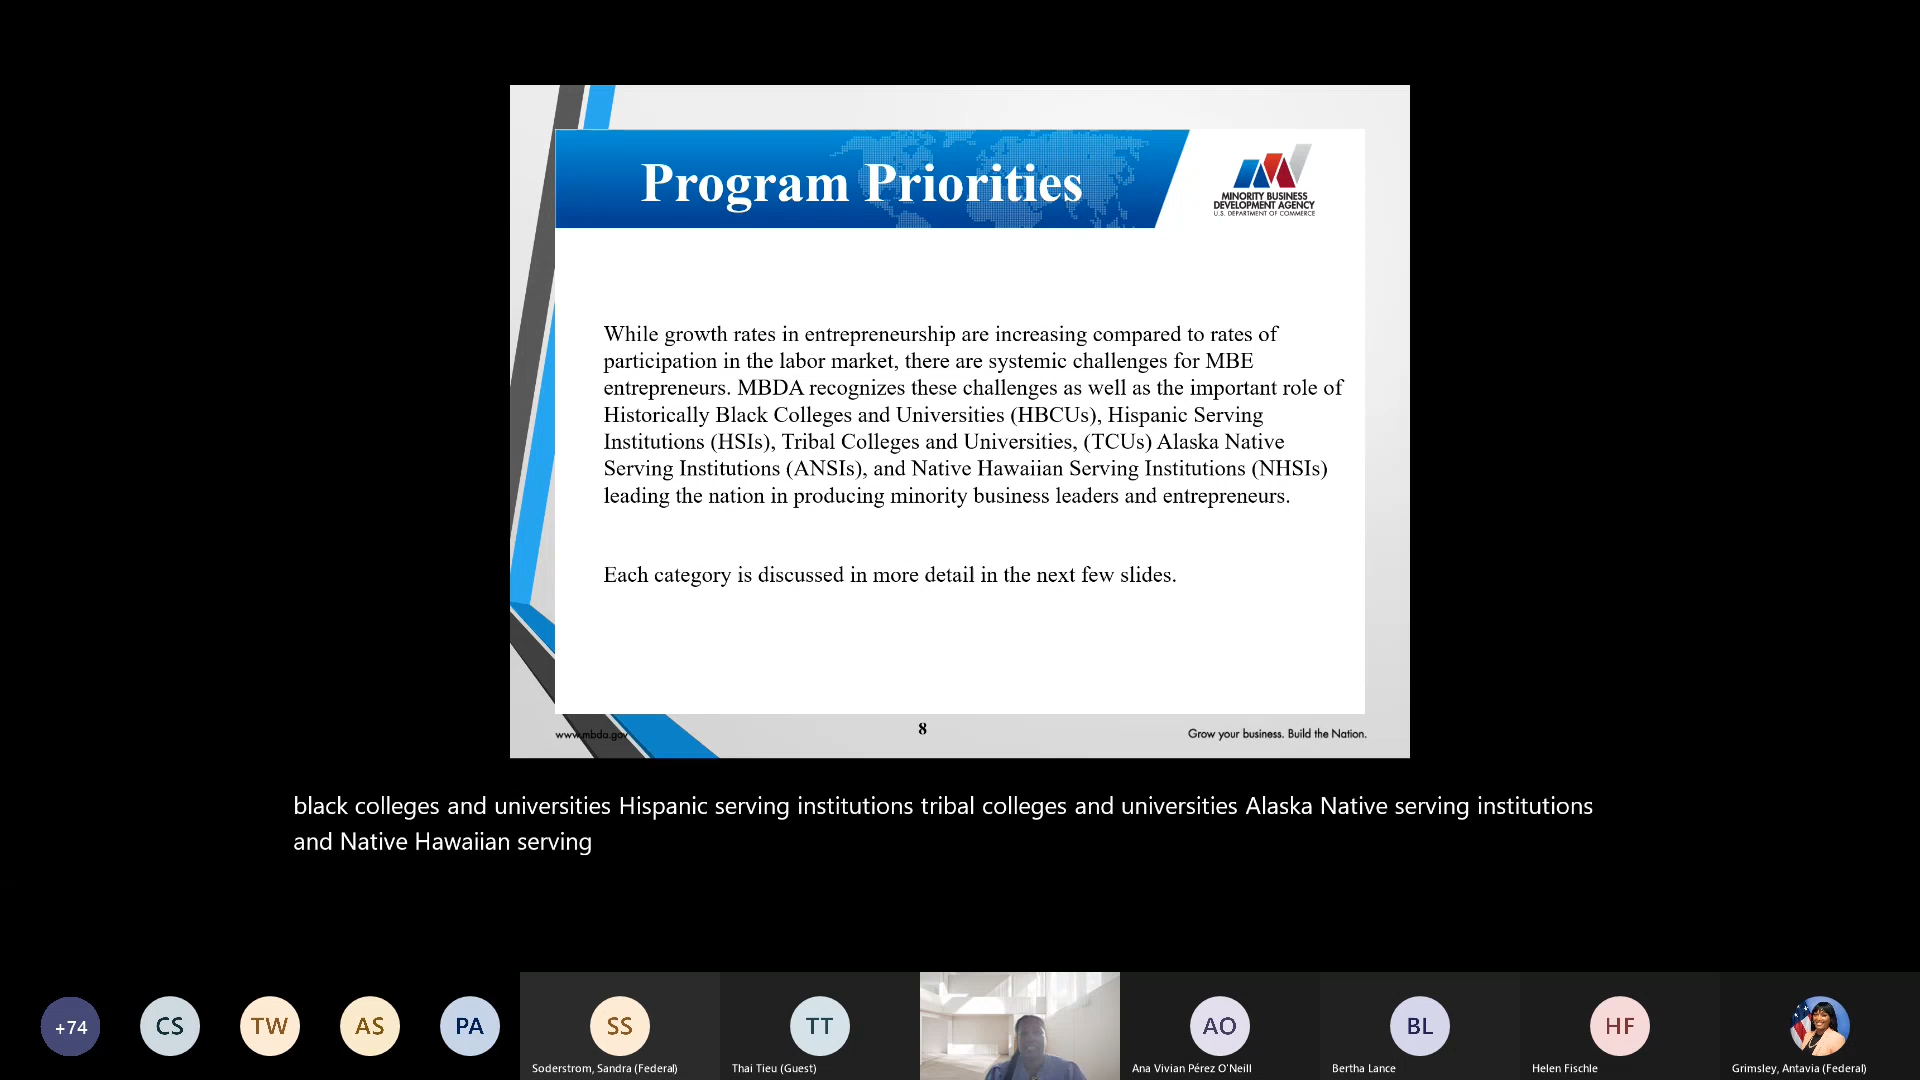 Program Priorities
MINORITY BUSINESS
DEVELOPMENT AGENCY
U.S. DEPARTMENT OF COMMERCE
While growth rates in entrepreneurship are increasing compared to rates of
participation in the labor market, there are systemic challenges for MBE
entrepreneurs. MBDA recognizes these challenges as well as the important role of
Historically Black Colleges and Universities (HBCUs), Hispanic Serving
Institutions (HSIs), Tribal Colleges and Universities, (TCUs) Alaska Native
Serving Institutions (ANSIs), and Native Hawaiian Serving Institutions (NHSIs)
leading the nation in producing minority business leaders and entrepreneurs.
Each category is discussed in more detail in the next few slides.
www.mbda.gov
8
Grow your business. Build the Nation.
black colleges and universities Hispanic serving institutions tribal colleges and universities Alaska Native serving institutions
and Native Hawaiian serving
+74
CS
TW
AS
PA
SS
TT
AO
BL
HF
Soderstrom, Sandra (Federal)
Thai Tieu (Guest)
Ana Vivian Pérez O'Neill
Bertha Lance
Helen Fischle
Grimsley, Antavia (Federal)